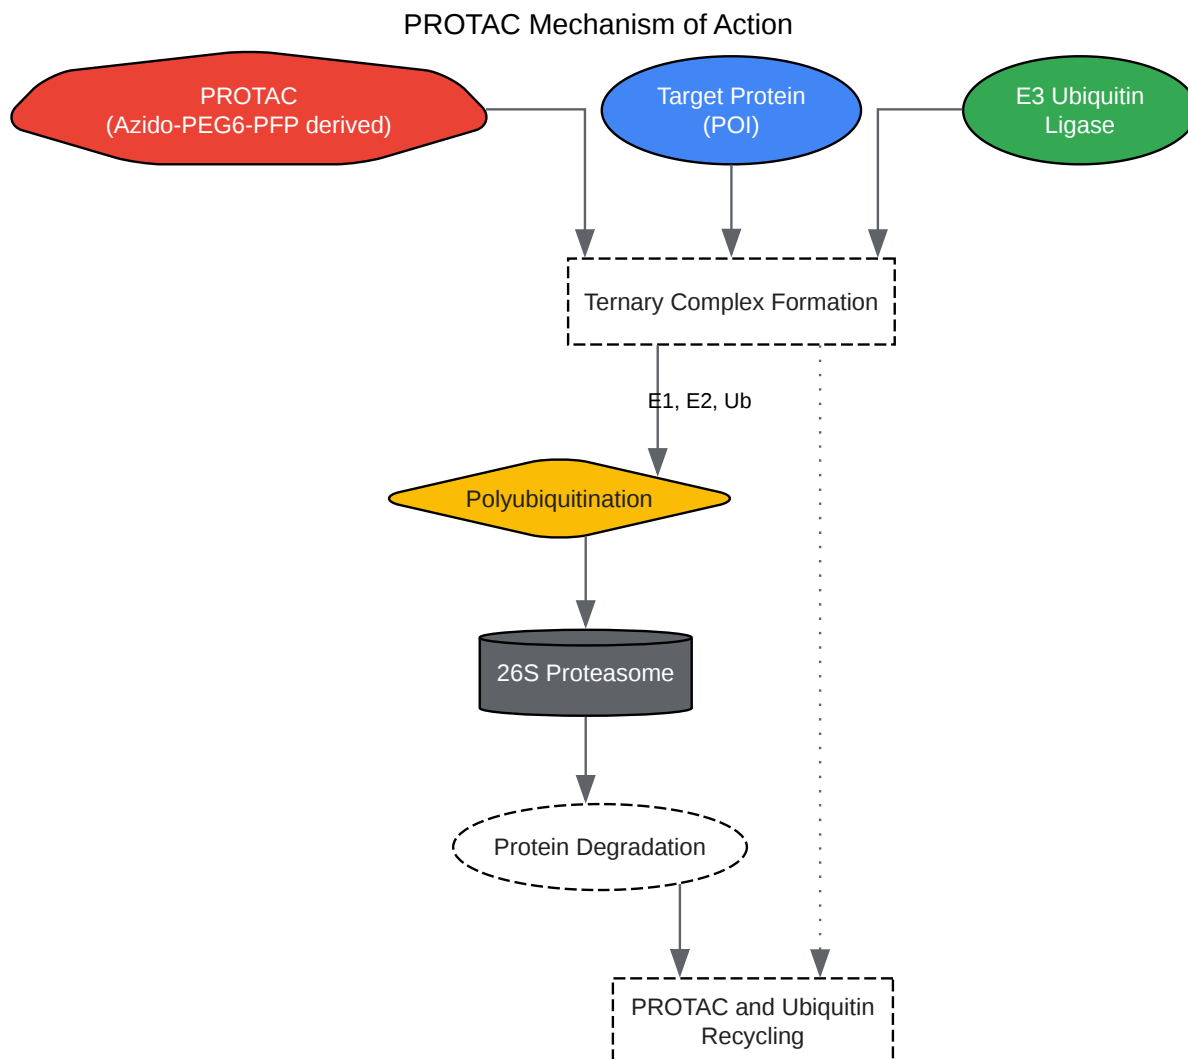 PROTAC Mechanism of Action
PROTAC
(Azido-PEG6-PFP derived)
Target Protein
(POI)
E3 Ubiquitin
Ligase
Ternary Complex Formation
E1, E2, Ub
Polyubiquitination
26S Proteasome
Protein Degradation
PROTAC and Ubiquitin
Recycling